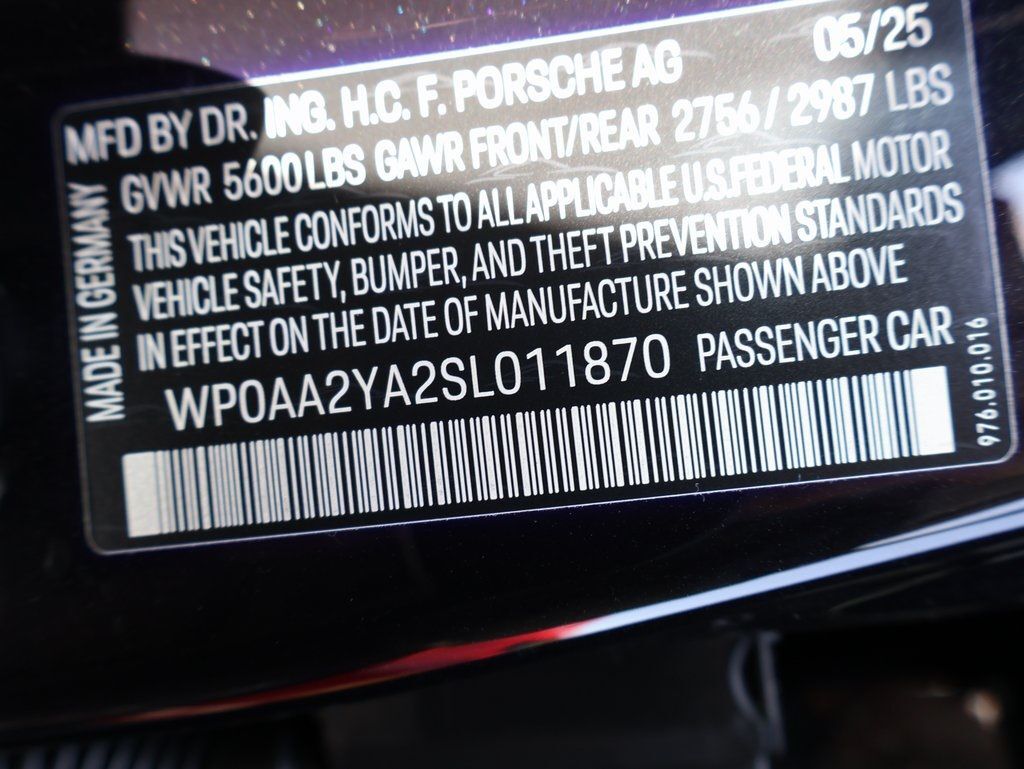 MFD BY DR. ING. H.C. F. PORSCHE AG 05/25
GVWR 5600 LBS GAWR FRONT/REAR 2756 / 2987 LBS
THIS VEHICLE CONFORMS TO ALL APPLICABLE U.S.FEDERAL MOTOR
VEHICLE SAFETY, BUMPER, AND THEFT PREVENTION STANDARDS
IN EFFECT ON THE DATE OF MANUFACTURE SHOWN ABOVE
WP0AA2YA2SL011870 PASSENGER CAR
MADE IN GERMANY
976.010.016